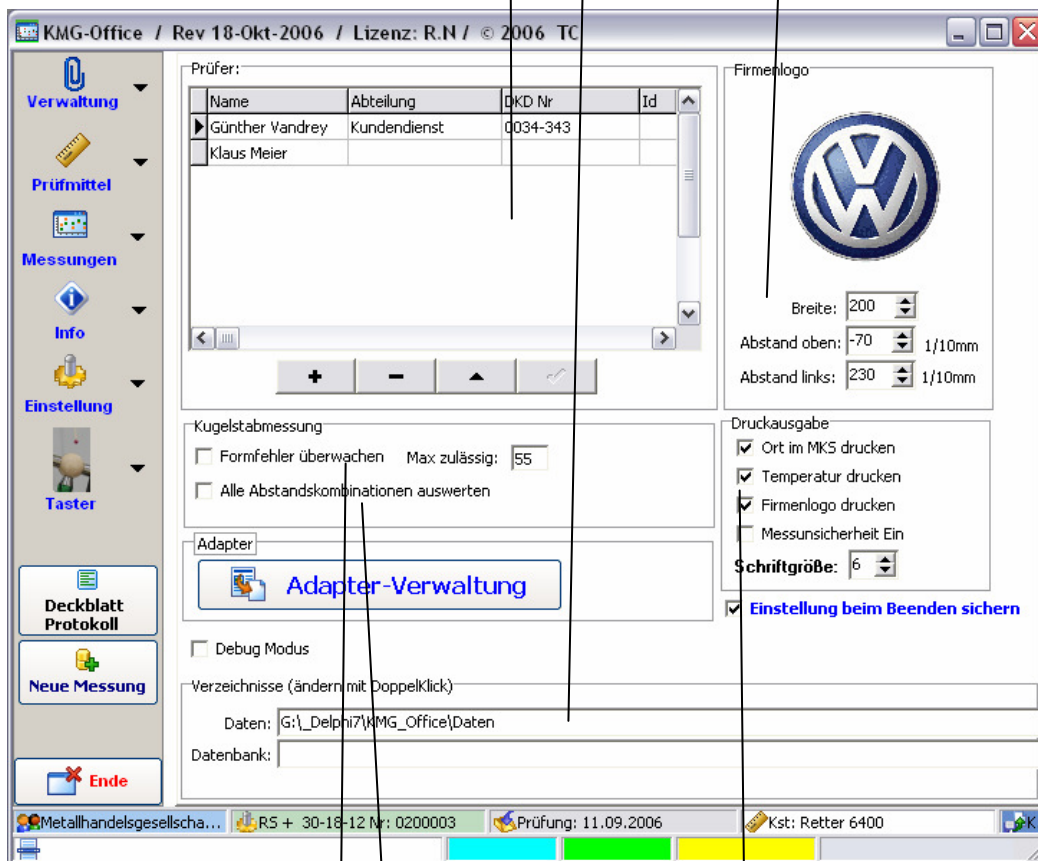 KMG-Office / Rev 18-Okt-2006 / Lizenz: R.N / © 2006 TC
Verwaltung
Prüfmittel
Messungen
Info
Einstellung
Taster
Deckblatt
Protokoll
Neue Messung
Ende
Prüfer:
Name Abteilung DKD Nr Id
Günther Vandrey Kundendienst 0034-343
Klaus Meier
Firmenlogo
Breite: 200
Abstand oben: -70 1/10mm
Abstand links: 230 1/10mm
Kugelstabmessung
Formfehler überwachen Max zulässig: 55
Alle Abstandskombinationen auswerten
Druckausgabe
Ort im MKS drucken
Temperatur drucken
Firmenlogo drucken
Messunsicherheit Ein
Schriftgröße: 6
Adapter
Adapter-Verwaltung
Einstellung beim Beenden sichern
Debug Modus
Verzeichnisse (ändern mit DoppelKlick)
Daten: G:\_Delphi7\KMG_Office\Daten
Datenbank:
Metallhandelsgesellscha... RS + 30-18-12 Nr: 0200003 Prüfung: 11.09.2006 Kst: Retter 6400 K